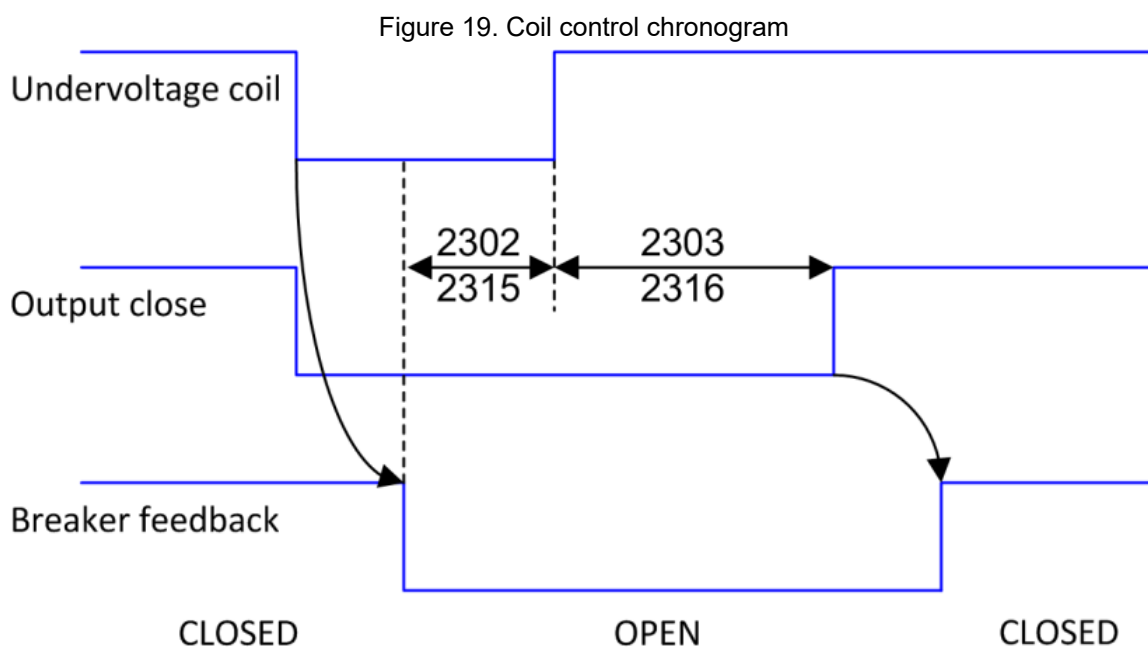 Figure 19. Coil control chronogram
Undervoltage coil
2302
2315
2303
2316
Output close
Breaker feedback
CLOSED
OPEN
CLOSED